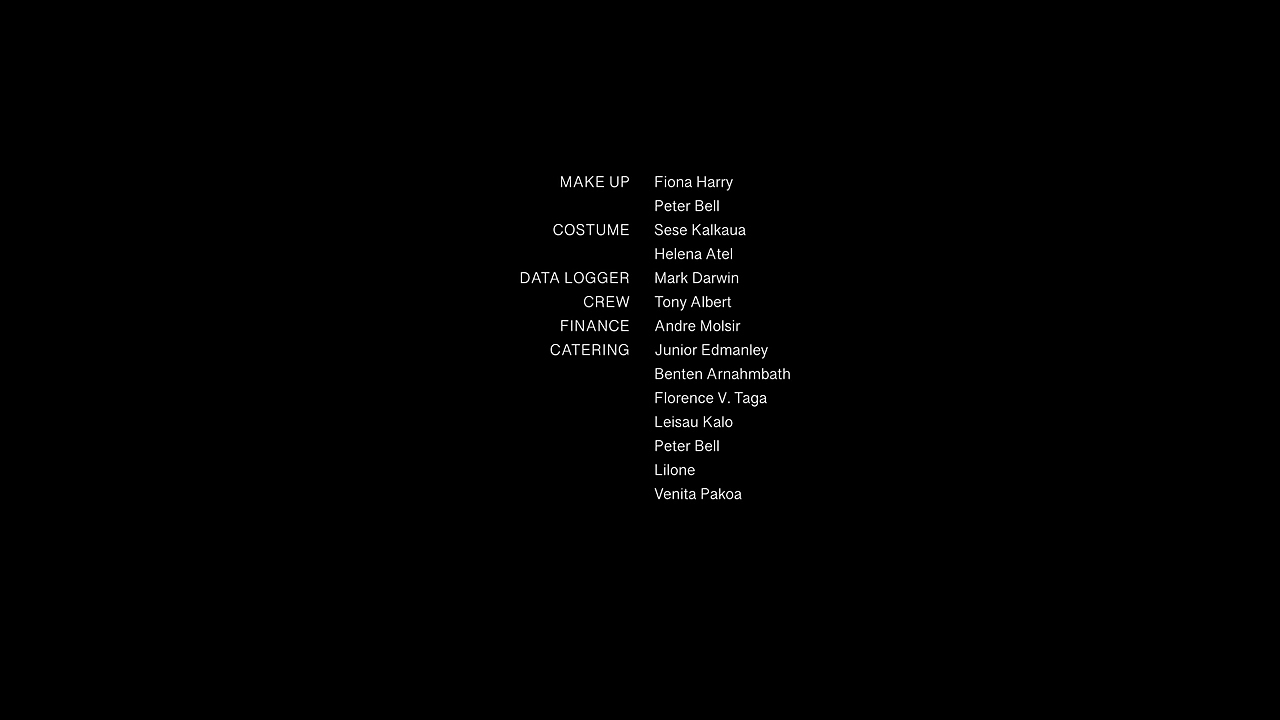 MAKE UP Fiona Harry
Peter Bell
COSTUME Sese Kalkaua
Helena Atel
DATA LOGGER Mark Darwin
CREW Tony Albert
FINANCE Andre Molsir
CATERING Junior Edmanley
Benten Arnahmbath
Florence V. Taga
Leisau Kalo
Peter Bell
Lilone
Venita Pakoa